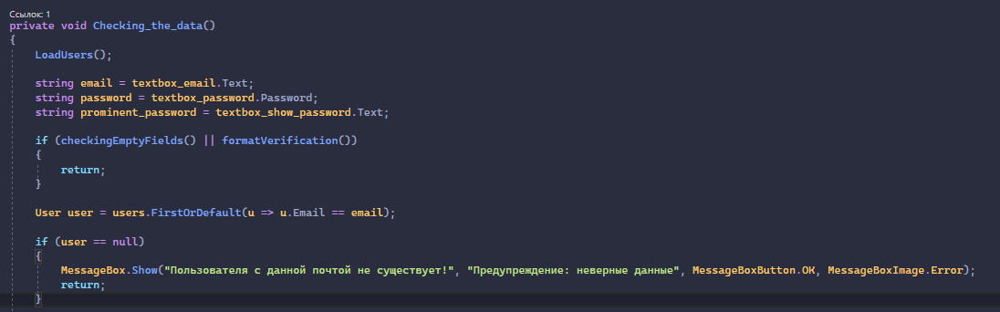 Ссылок: 1
private void Checking_the_data()
{
LoadUsers();
string email = textbox_email.Text;
string password = textbox_password.Password;
string prominent_password = textbox_show_password.Text;
if (checkingEmptyFields() || formatVerification())
{
return;
}
User user = users.FirstOrDefault(u => u.Email == email);
if (user == null)
{
MessageBox.Show("Пользователя с данной почтой не существует!", "Предупреждение: неверные данные", MessageBoxButton.OK, MessageBoxImage.Error);
return;
}